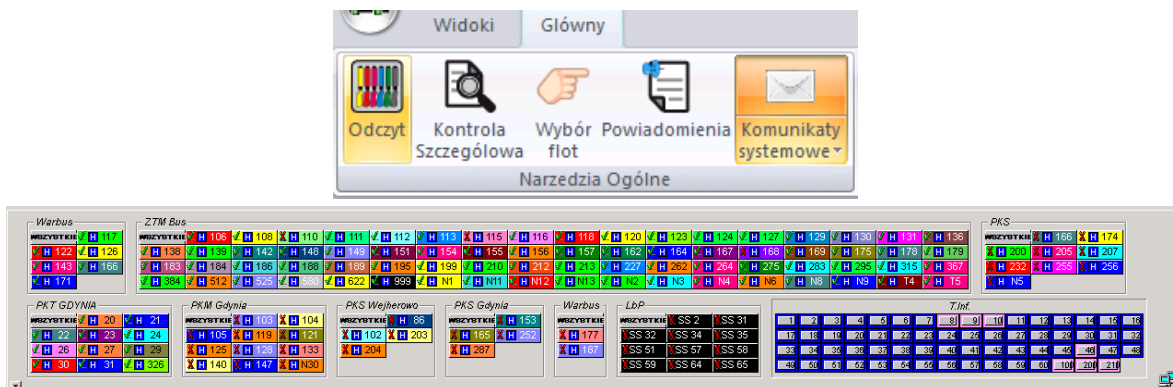 Widoki Główny
Odczyt Kontrola Szczegółowa Wybór flot Powiadomienia Komunikaty systemowe
Narzedzia Ogólne
Warbus ZTM Bus PKS
WSZYSTKIE H 117 H 106 H 108 H 110 H 111 H 112 H 113 H 115 H 116 H 118 H 120 H 123 H 124 H 127 H 129 H 130 H 131 H 136 WSZYSTKIE H 166 H 174
H 122 H 126 H 138 H 139 H 142 H 148 H 149 H 151 H 154 H 155 H 156 H 157 H 162 H 164 H 167 H 168 H 169 H 175 H 178 H 179 H 200 H 205 H 207
H 143 H 166 H 183 H 184 H 186 H 188 H 189 H 195 H 199 H 210 H 212 H 213 H 227 H 262 H 264 H 275 H 283 H 295 H 315 H 367 H 232 H 255 H 256
H 171 H 384 H 512 H 525 H 580 H 622 H 999 H N1 H N11 H N12 H N13 H N2 H N3 H N4 H N5 H N8 H N9 H T4 H T5 H N5
PKT GDYNIA PKM Gdynia PKS Wejherowo PKS Gdynia Warbus LbP T.Inf.
WSZYSTKIE H 20 H 21 WSZYSTKIE H 103 H 104 WSZYSTKIE H 86 WSZYSTKIE H 153 WSZYSTKIE WSZYSTKIE SS 2 SS 31 1 2 3 4 5 6 7 8 9 10 11 12 13 14 15 16
H 22 H 23 H 24 H 105 H 119 H 121 H 102 H 203 H 165 H 252 H 177 SS 32 SS 34 SS 35 17 18 19 20 21 22 23 24 25 26 27 28 29 30 31 32
H 26 H 27 H 29 H 125 H 128 H 133 H 204 H 287 H 187 SS 51 SS 57 SS 58 33 34 35 36 37 38 39 40 41 42 43 44 45 46 47 48
H 30 H 31 H 326 H 140 H 147 H N30 SS 59 SS 64 SS 65 49 50 51 52 53 54 55 56 57 58 59 60 100 200 210